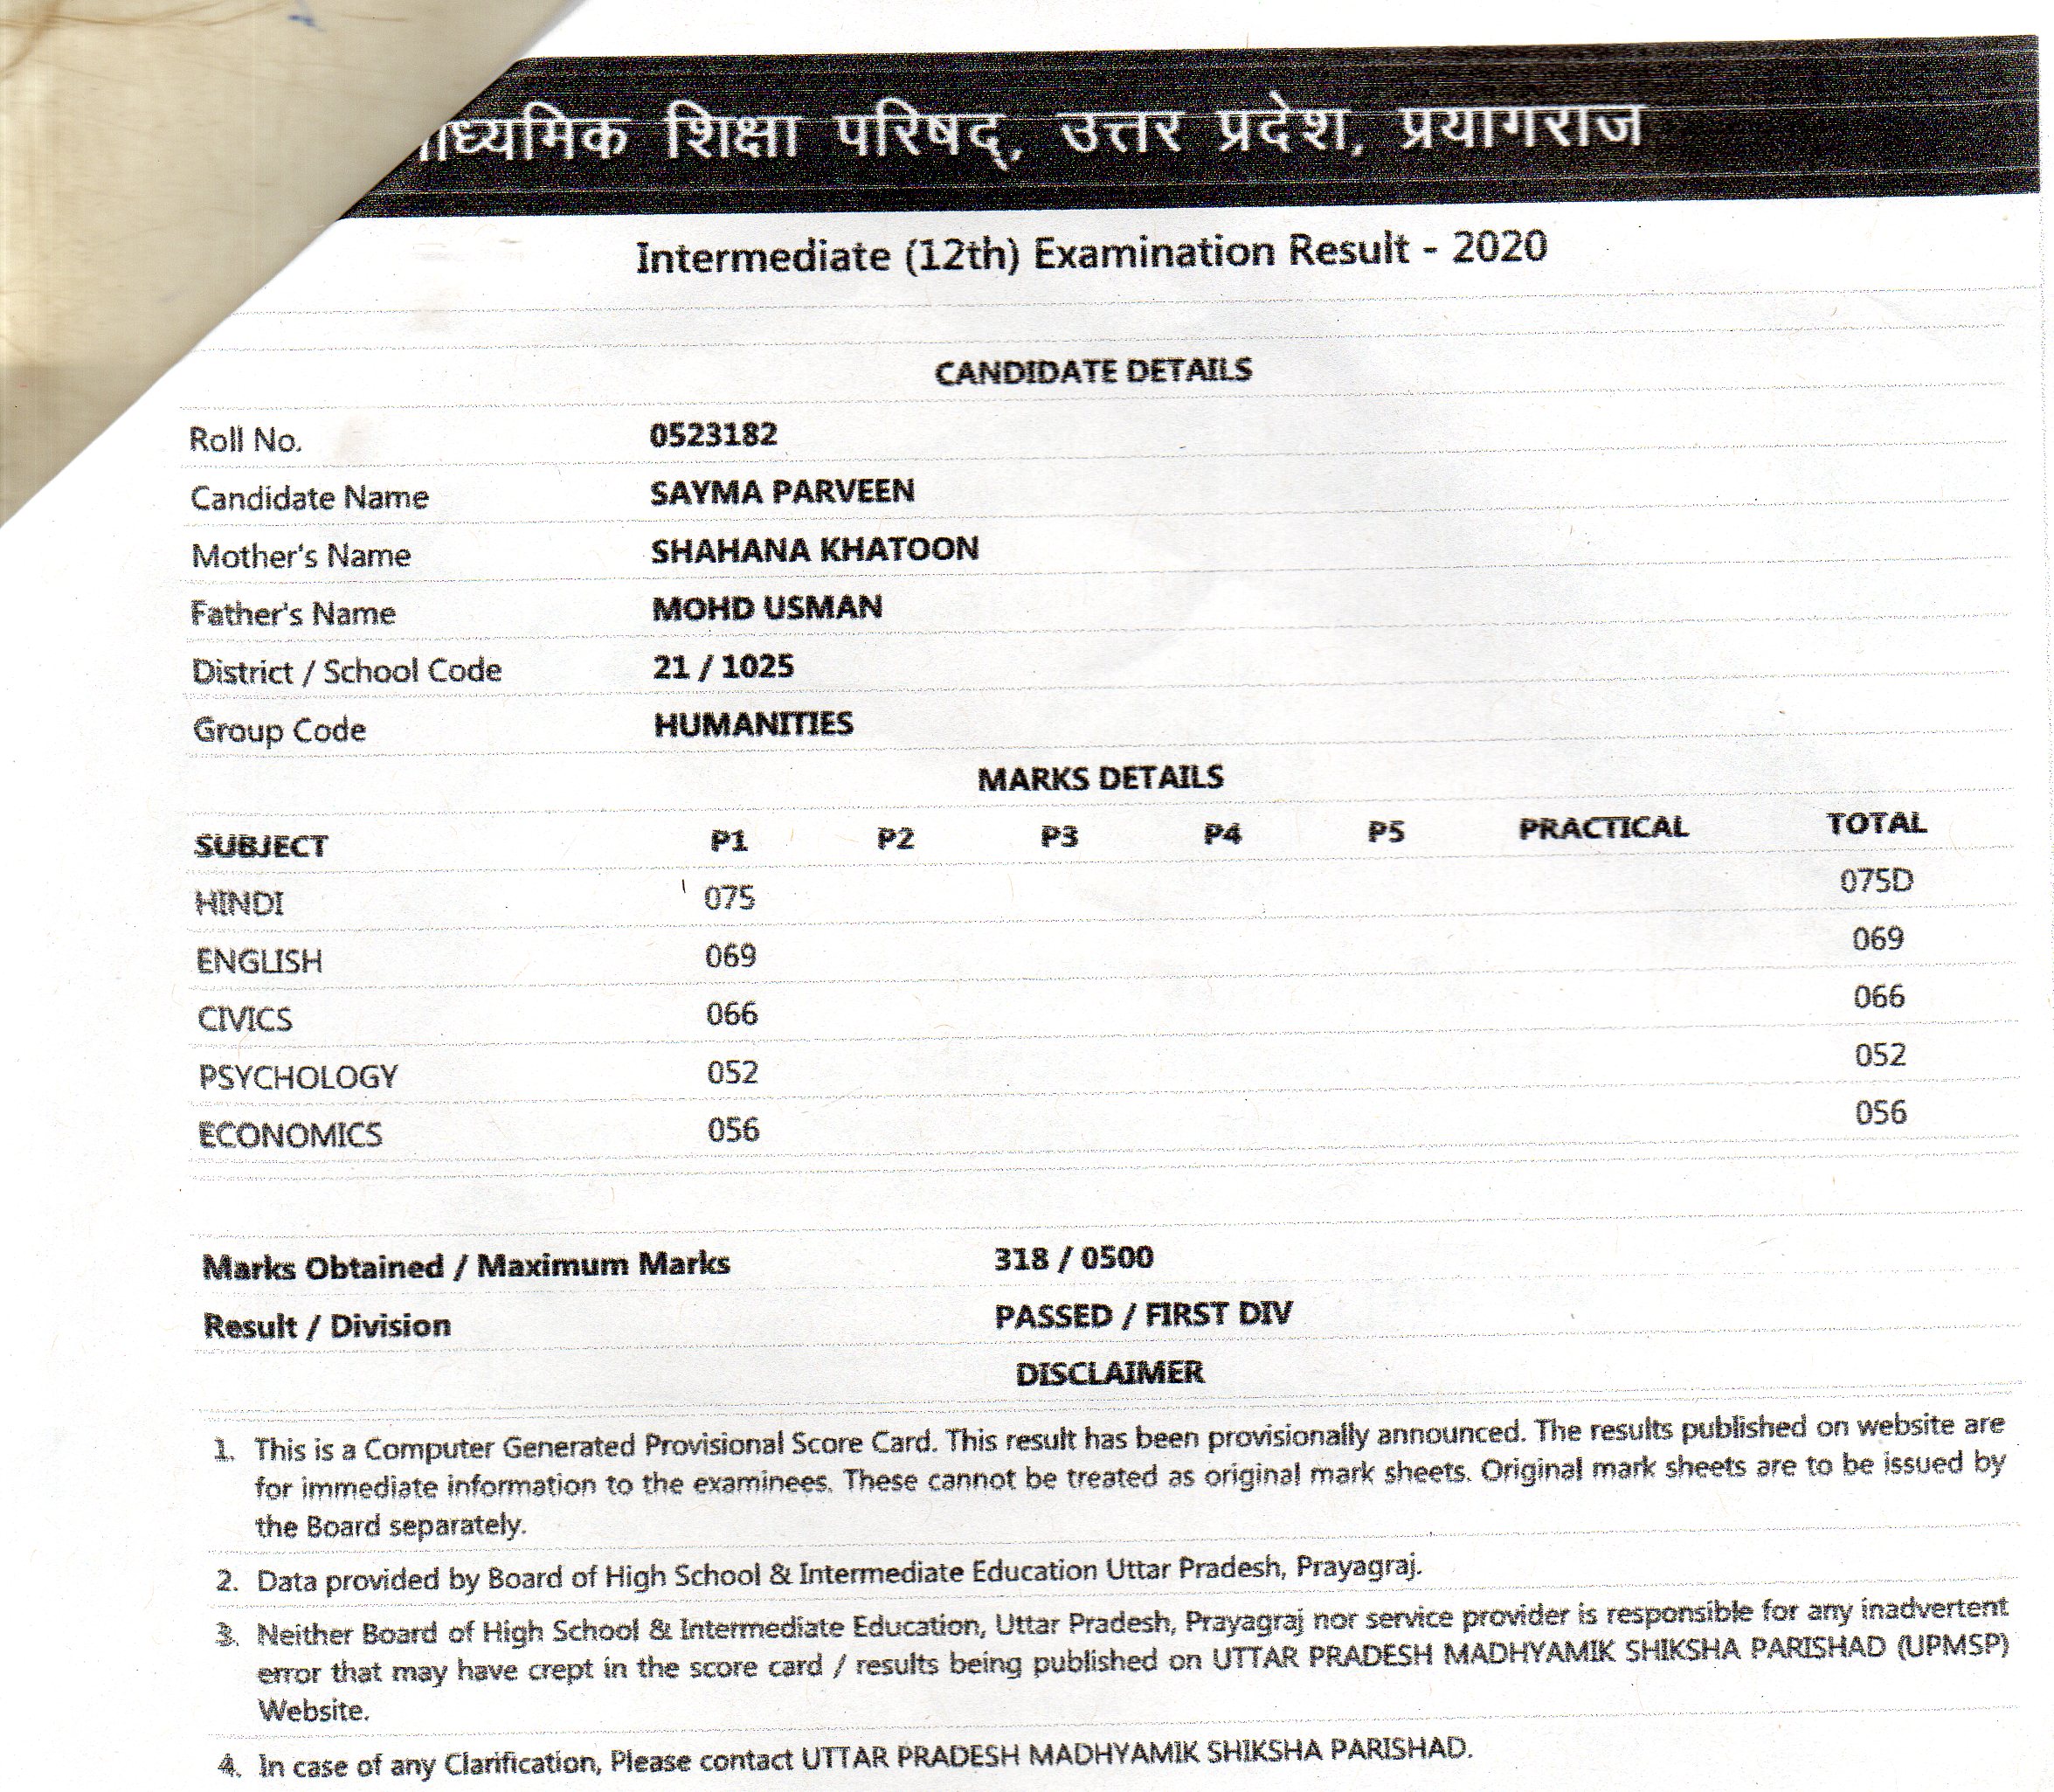 ाध्यमिक शिक्षा परिषद्, उत्तर प्रदेश, प्रयागराज
Intermediate (12th) Examination Result - 2020
CANDIDATE DETAILS
Roll No. 0523182
Candidate Name SAYMA PARVEEN
Mother's Name SHAHANA KHATOON
Father's Name MOHD USMAN
District / School Code 21 / 1025
Group Code HUMANITIES
MARKS DETAILS
SUBJECT P1 P2 P3 P4 P5 PRACTICAL TOTAL
HINDI 075 075D
ENGLISH 069 069
CIVICS 066 066
PSYCHOLOGY 052 052
ECONOMICS 056 056
Marks Obtained / Maximum Marks 318 / 0500
Result / Division PASSED / FIRST DIV
DISCLAIMER
1. This is a Computer Generated Provisional Score Card. This result has been provisionally announced. The results published on website are
for immediate information to the examinees. These cannot be treated as original mark sheets. Original mark sheets are to be issued by
the Board separately.
2. Data provided by Board of High School & Intermediate Education Uttar Pradesh, Prayagraj.
3. Neither Board of High School & Intermediate Education, Uttar Pradesh, Prayagraj nor service provider is responsible for any inadvertent
error that may have crept in the score card / results being published on UTTAR PRADESH MADHYAMIK SHIKSHA PARISHAD (UPMSP)
Website.
4. In case of any Clarification, Please contact UTTAR PRADESH MADHYAMIK SHIKSHA PARISHAD.